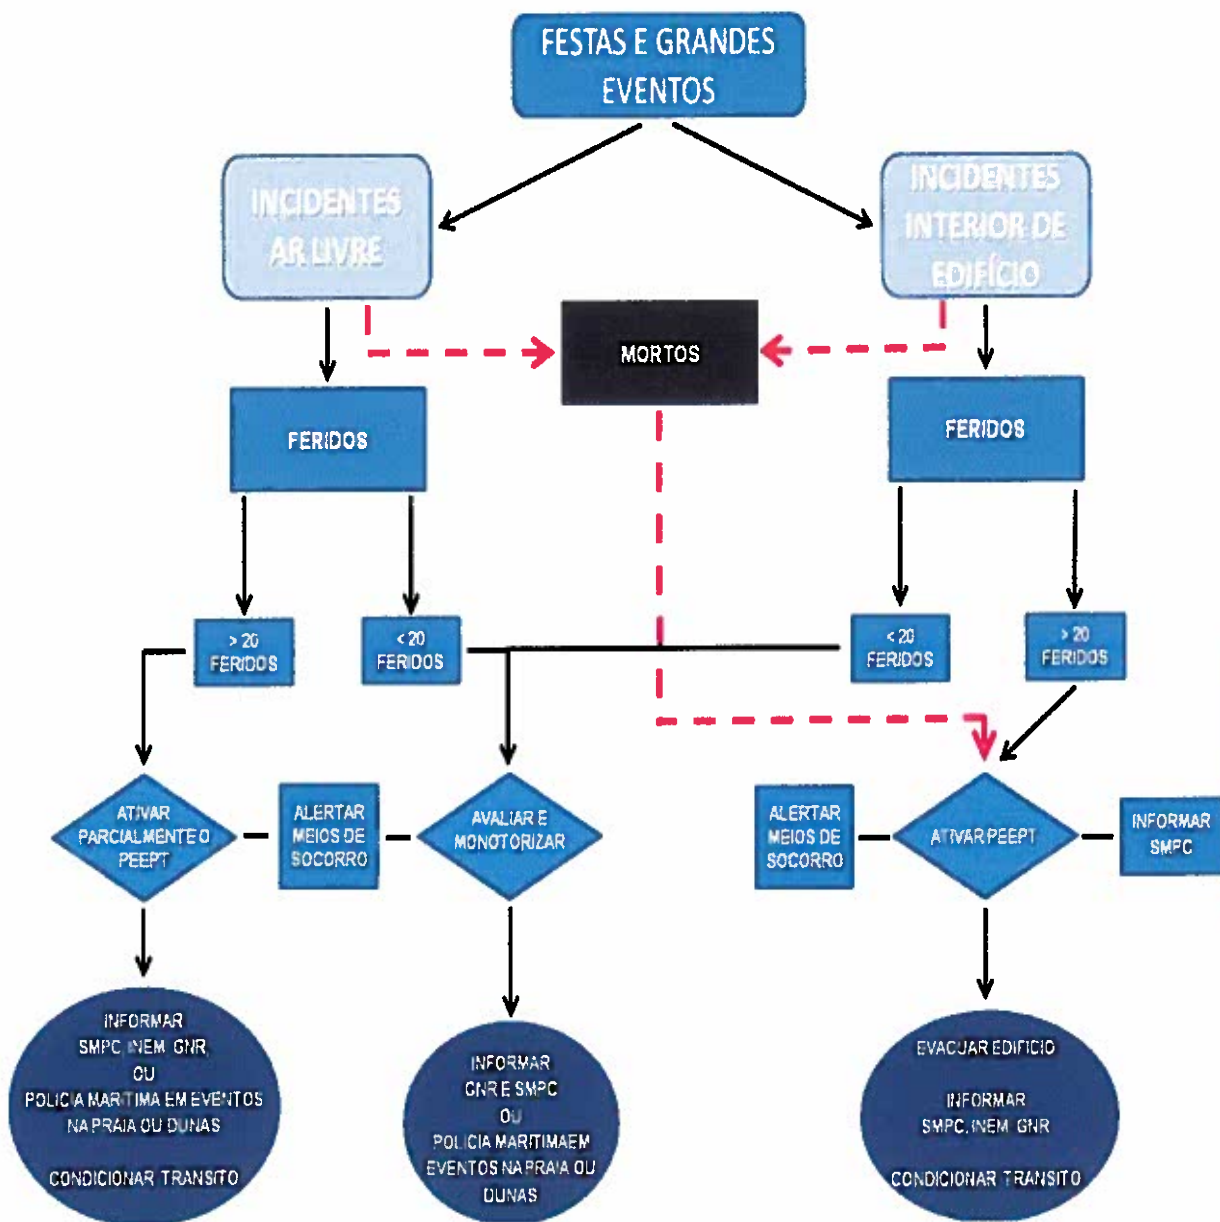 FESTAS E GRANDES
EVENTOS
INCIDENTES
AR LIVRE
INCIDENTES
INTERIOR DE
EDIFÍCIO
MORTOS
FERIDOS
FERIDOS
> 20
FERIDOS
< 20
FERIDOS
< 20
FERIDOS
> 20
FERIDOS
ATIVAR
PARCIALMENTE O
PEEPT
ALERTAR
MEIOS DE
SOCORRO
AVALIAR E
MONOTORIZAR
ALERTAR
MEIOS DE
SOCORRO
ATIVAR PEEPT
INFORMAR
SMPC
INFORMAR
SMPC, INEM, GNR,
OU
POLICIA MARITIMA EM EVENTOS
NA PRAIA OU DUNAS
CONDICIONAR TRANSITO
INFORMAR
GNR E SMPC
OU
POLICIA MARITIMAEM
EVENTOS NA PRAIA OU
DUNAS
EVACUAR EDIFICIO
INFORMAR
SMPC, INEM, GNR
CONDICIONAR TRANSITO